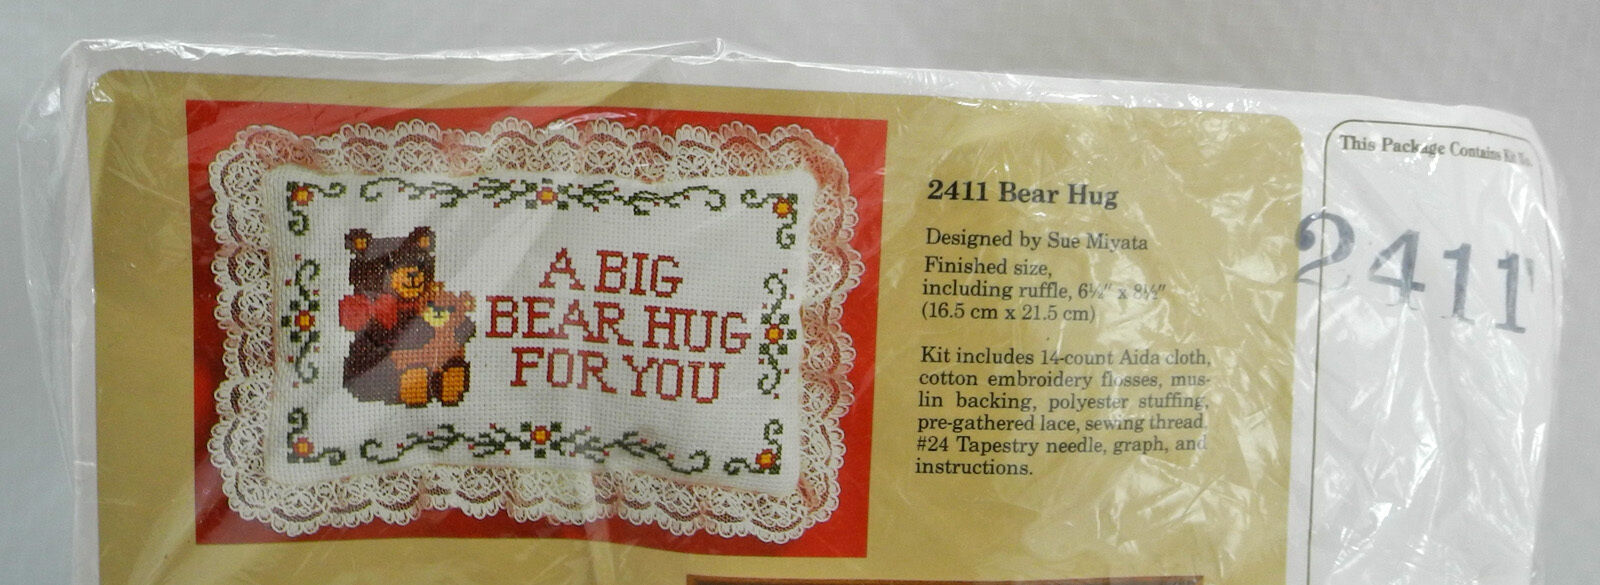 A BIG
BEAR HUG
FOR YOU
2411 Bear Hug
Designed by Sue Miyata
Finished size,
including ruffle, 6½" x 8½"
(16.5 cm x 21.5 cm)
Kit includes 14-count Aida cloth,
cotton embroidery flosses, mus-
lin backing, polyester stuffing,
pre-gathered lace, sewing thread,
#24 Tapestry needle, graph, and
instructions.
This Package Contains Kit No.
2411